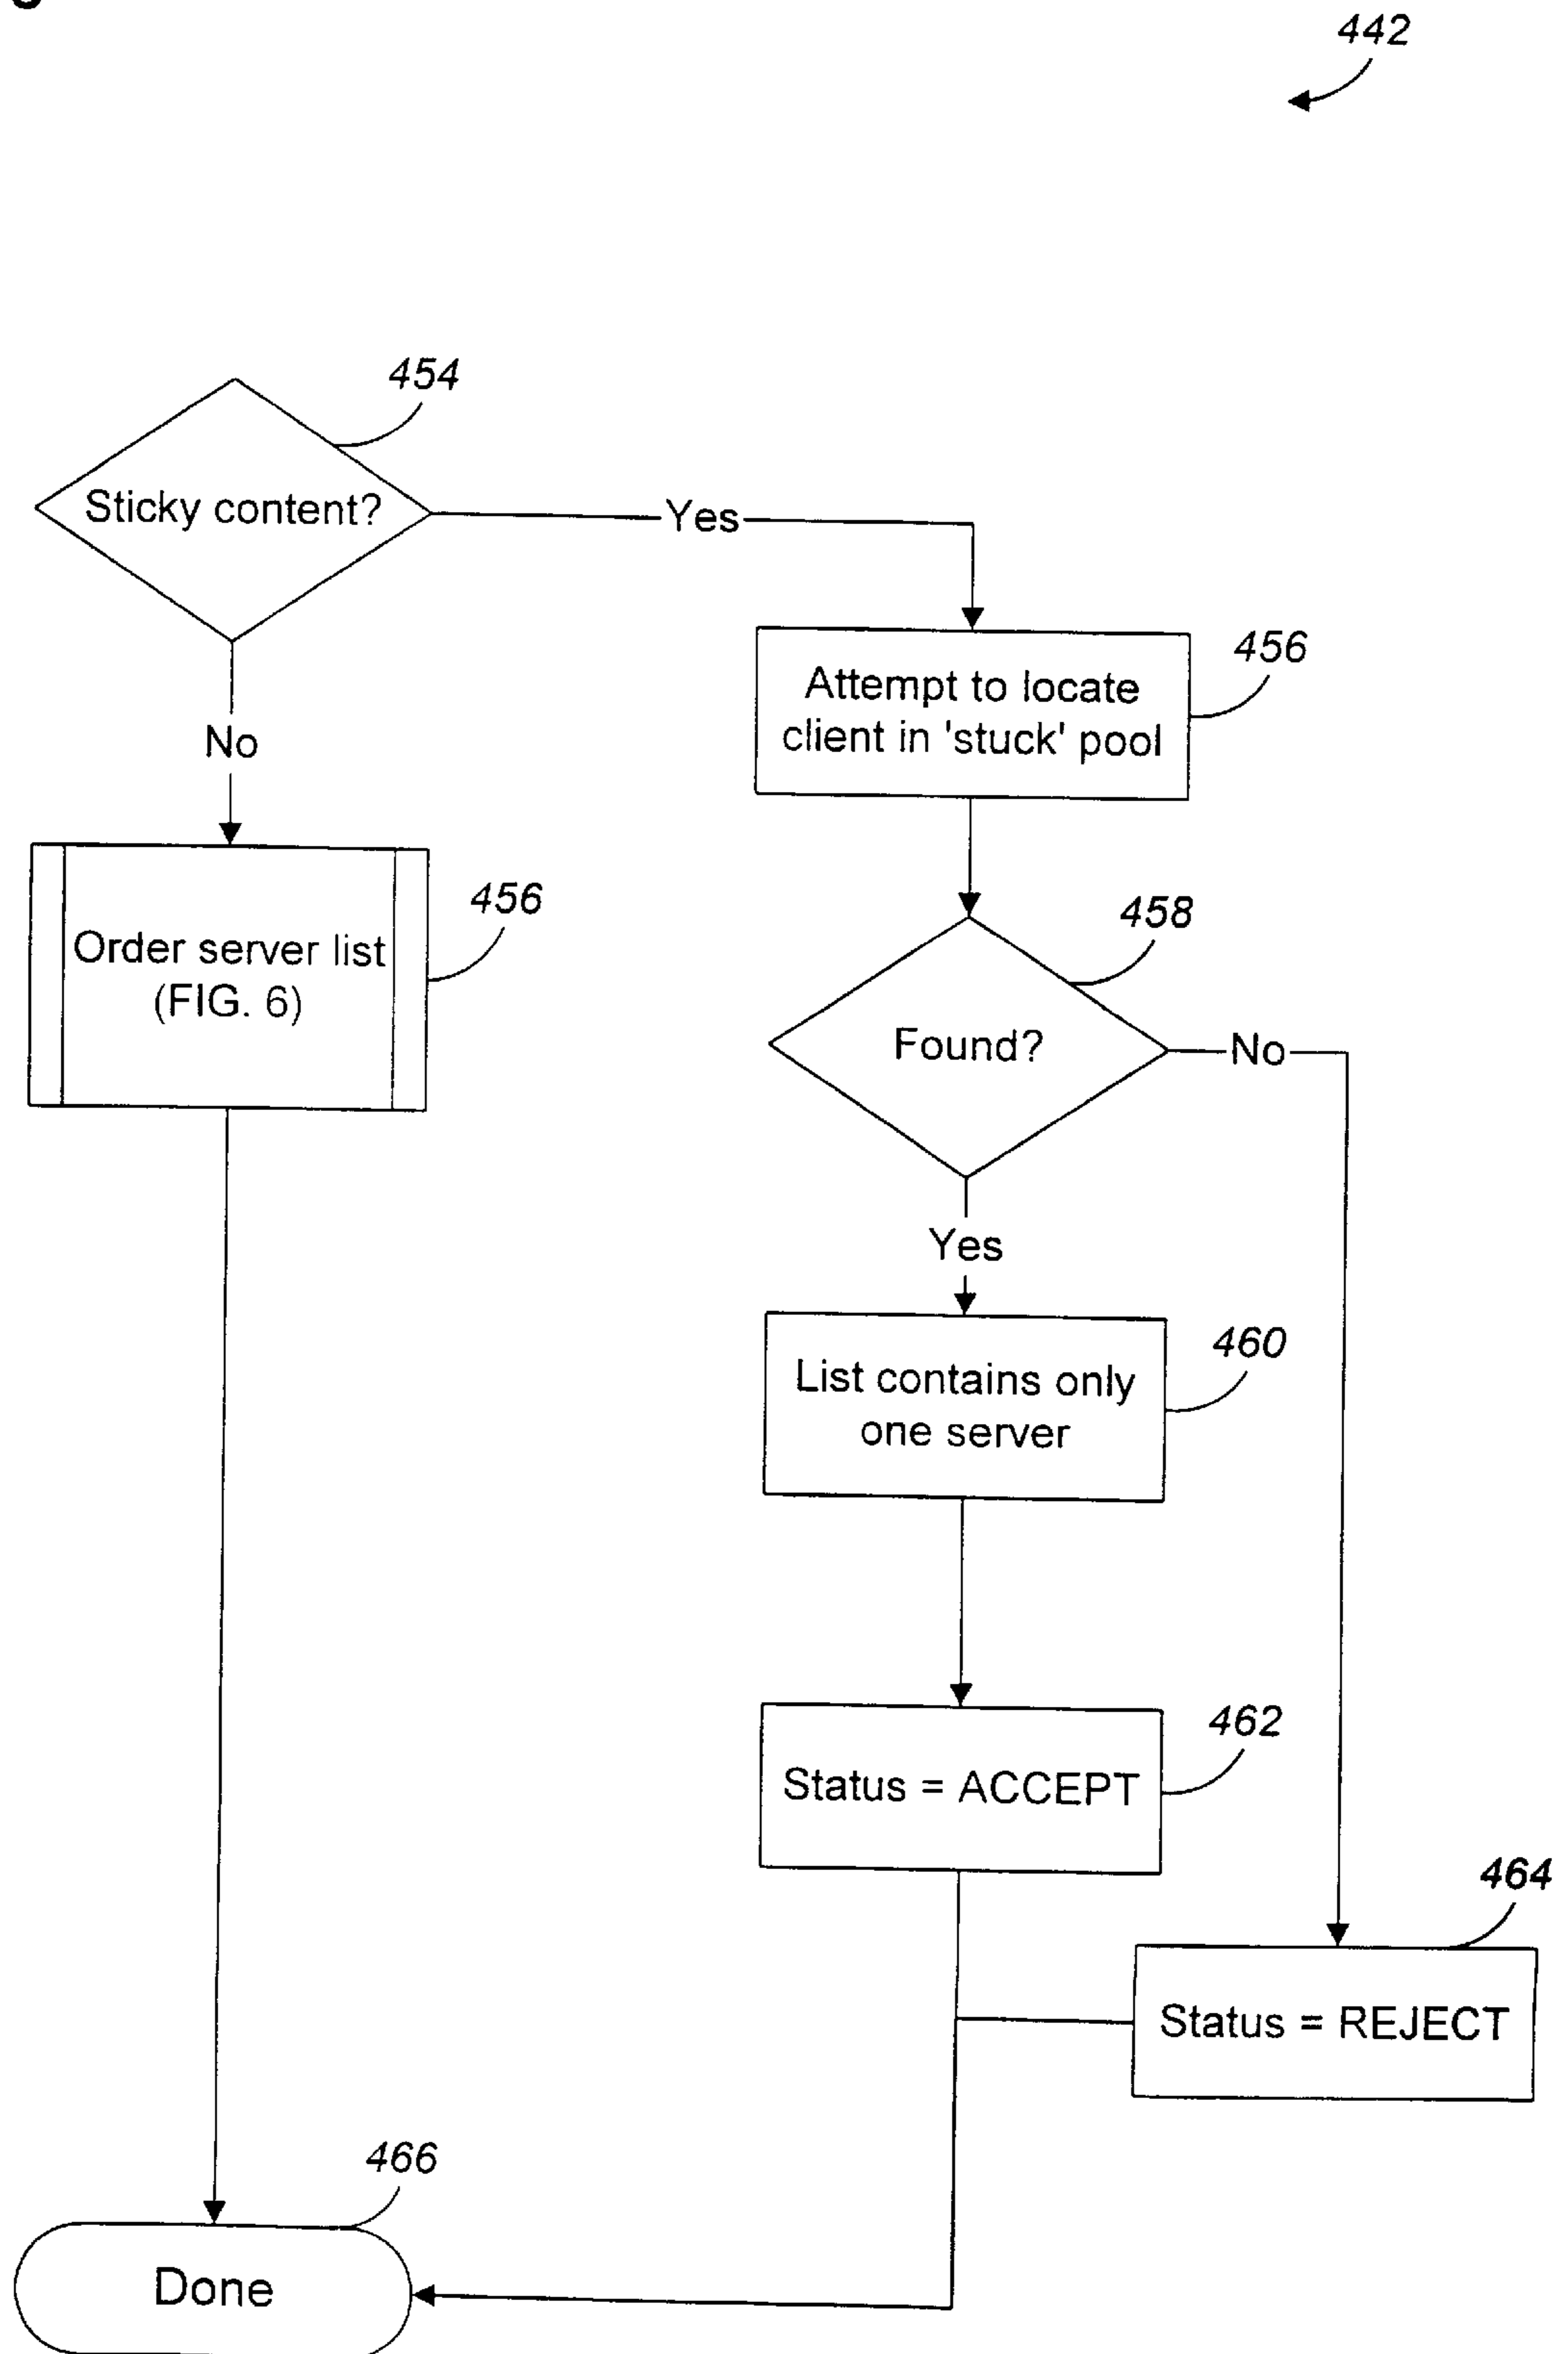 442
454
Sticky content?
Yes
456
Attempt to locate
client in 'stuck' pool
No
456
Order server list
(FIG. 6)
458
Found?
No
Yes
460
List contains only
one server
462
Status = ACCEPT
464
Status = REJECT
466
Done